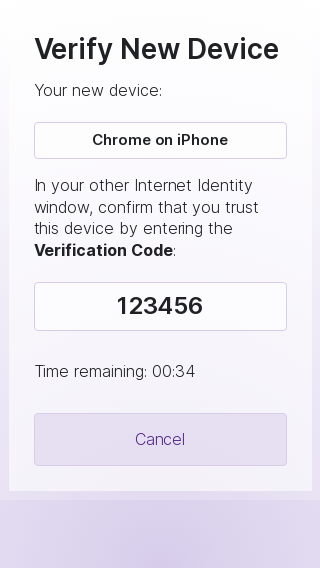 Verify New Device
Your new device:
Chrome on iPhone
In your other Internet Identity
window, confirm that you trust
this device by entering the
Verification Code:
123456
Time remaining: 00:34
Cancel